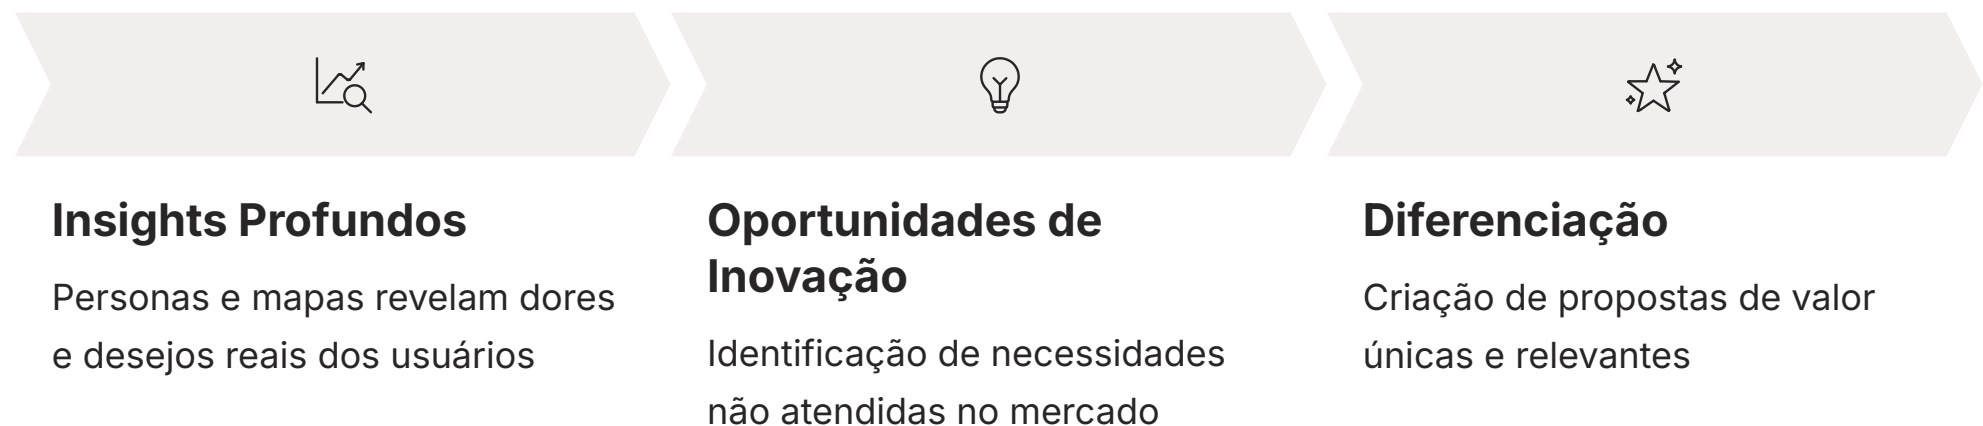 Insights Profundos
Personas e mapas revelam dores
e desejos reais dos usuários
Oportunidades de
Inovação
Identificação de necessidades
não atendidas no mercado
Diferenciação
Criação de propostas de valor
únicas e relevantes